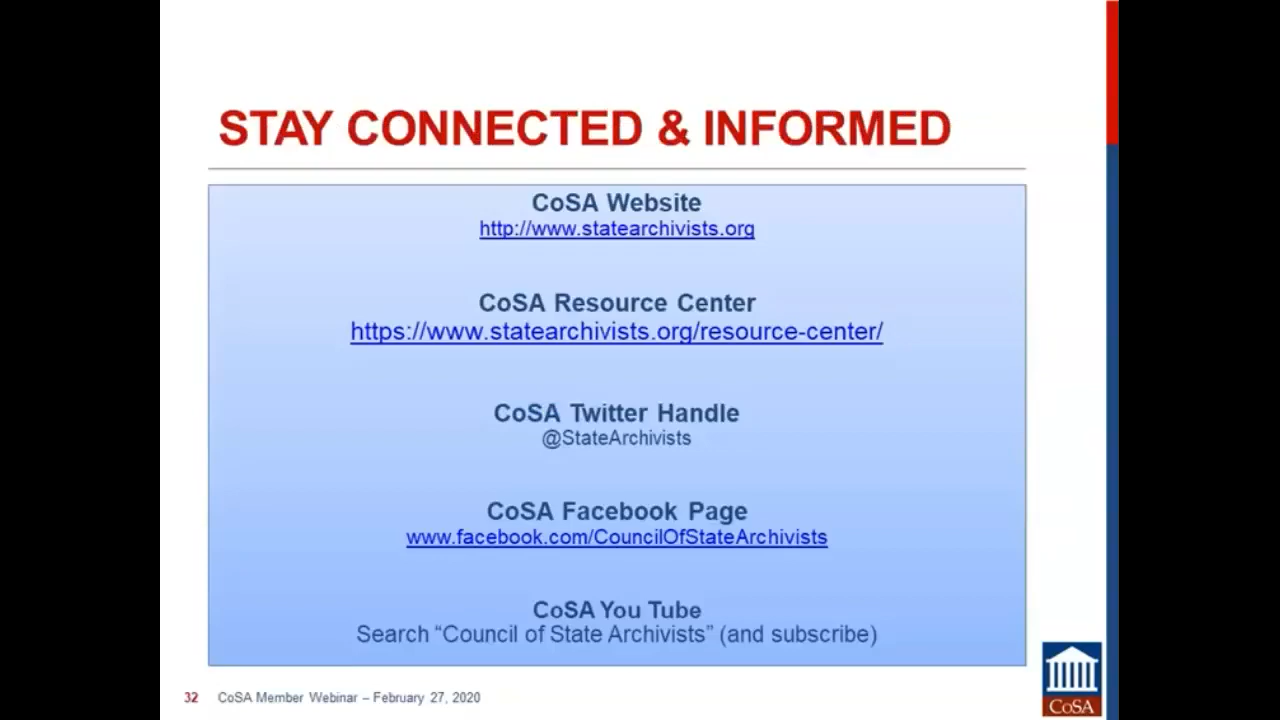 STAY CONNECTED & INFORMED
CoSA Website
http://www.statearchivists.org
CoSA Resource Center
https://www.statearchivists.org/resource-center/
CoSA Twitter Handle
@StateArchivists
CoSA Facebook Page
www.facebook.com/CouncilOfStateArchivists
CoSA You Tube
Search “Council of State Archivists” (and subscribe)
32 CoSA Member Webinar – February 27, 2020
CoSA